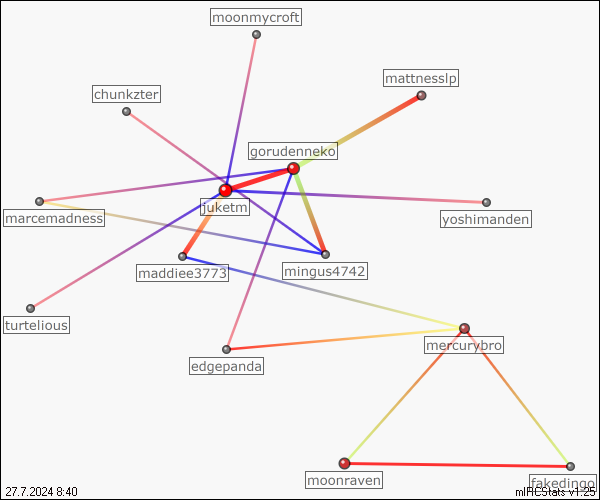 moonmycroft
mattnesslp
chunkzter
gorudenneko
juketm
marcemadness
yoshimanden
maddiee3773
mingus4742
turtelious
mercurybro
edgepanda
moonraven
fakedingo
27.7.2024 8:40
mIRCStats v1.25